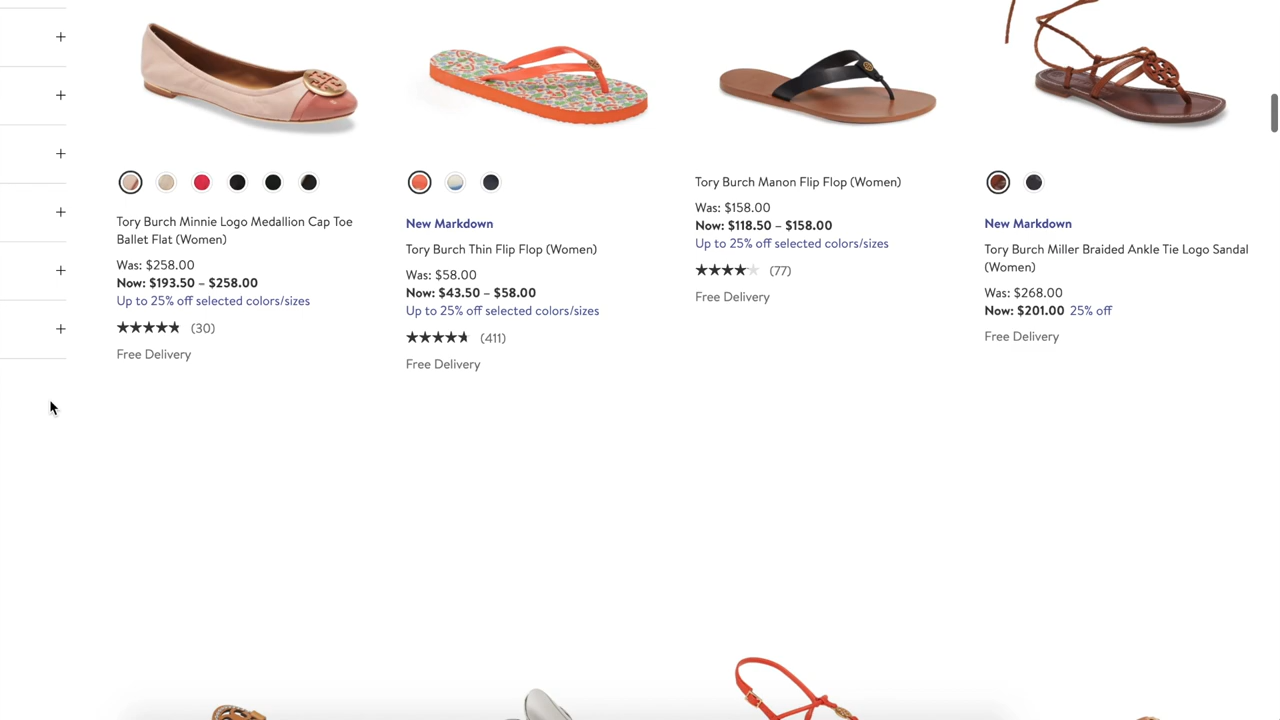 Tory Burch Minnie Logo Medallion Cap Toe
Ballet Flat (Women)
Was: $258.00
Now: $193.50 – $258.00
Up to 25% off selected colors/sizes
(30)
Free Delivery
New Markdown
Tory Burch Thin Flip Flop (Women)
Was: $58.00
Now: $43.50 – $58.00
Up to 25% off selected colors/sizes
(411)
Free Delivery
Tory Burch Manon Flip Flop (Women)
Was: $158.00
Now: $118.50 – $158.00
Up to 25% off selected colors/sizes
(77)
Free Delivery
New Markdown
Tory Burch Miller Braided Ankle Tie Logo Sandal
(Women)
Was: $268.00
Now: $201.00 25% off
Free Delivery